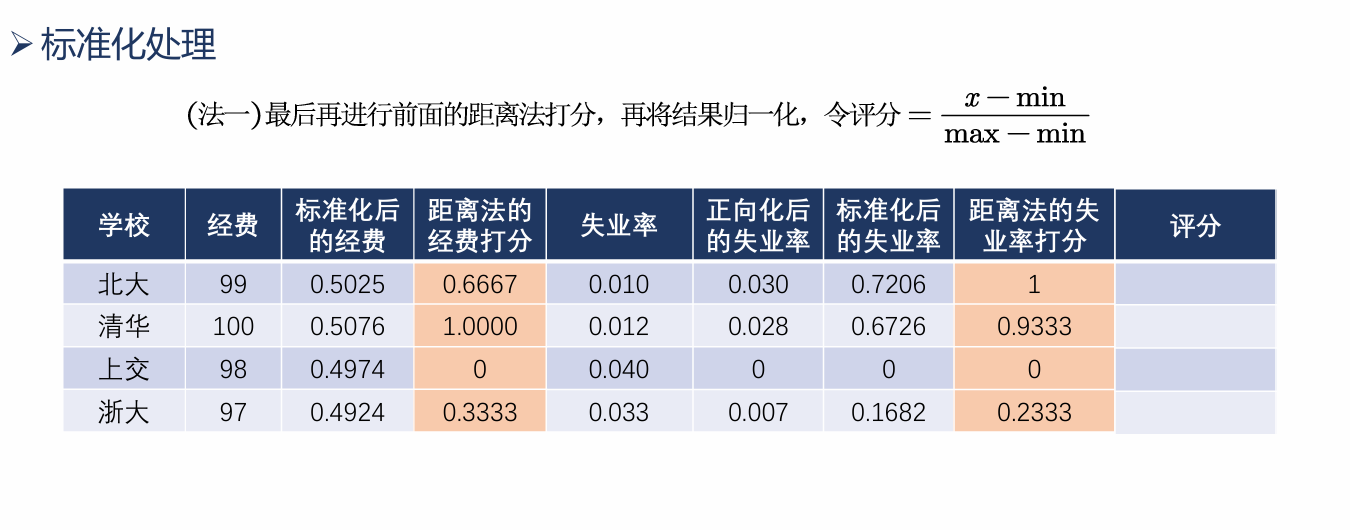 ➢ 标准化处理
(法一)最后再进行前面的距离法打分，再将结果归一化，令评分 = (x − min) / (max − min)
学校 经费 标准化后的经费 距离法的经费打分 失业率 正向化后的失业率 标准化后的失业率 距离法的失业率打分 评分
北大 99 0.5025 0.6667 0.010 0.030 0.7206 1
清华 100 0.5076 1.0000 0.012 0.028 0.6726 0.9333
上交 98 0.4974 0 0.040 0 0 0
浙大 97 0.4924 0.3333 0.033 0.007 0.1682 0.2333